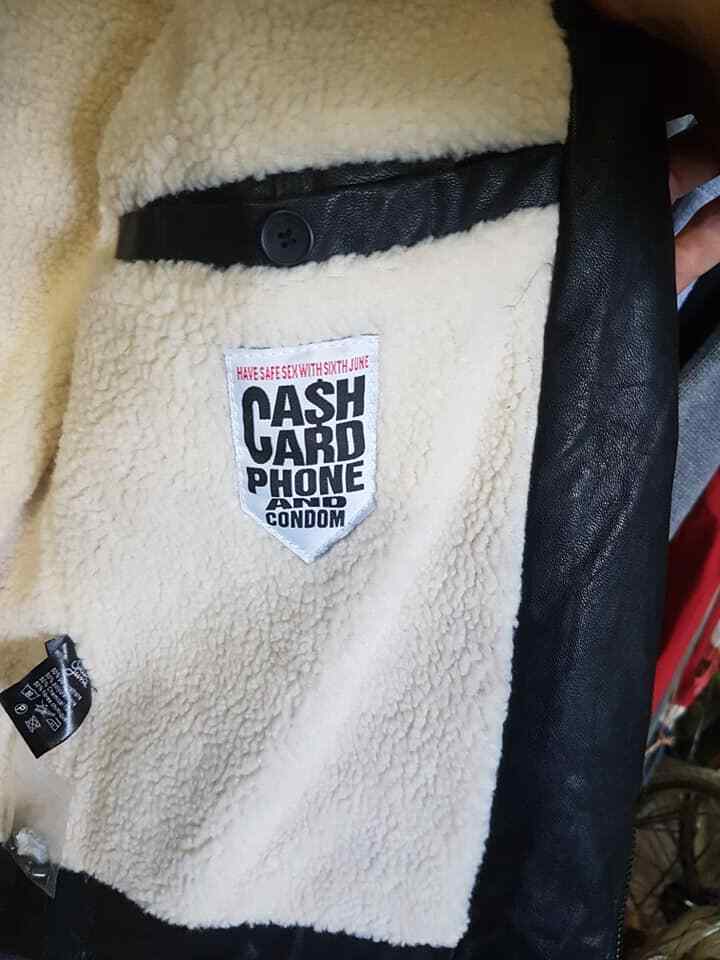 HAVE SAFE SEX WITH SIXTH JUNE
CA$H
CARD
PHONE
AND
CONDOM